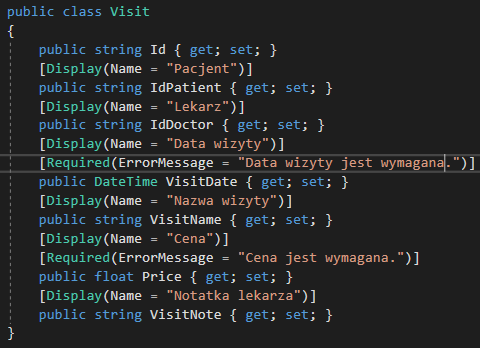 public class Visit
{
public string Id { get; set; }
[Display(Name = "Pacjent")]
public string IdPatient { get; set; }
[Display(Name = "Lekarz")]
public string IdDoctor { get; set; }
[Display(Name = "Data wizyty")]
[Required(ErrorMessage = "Data wizyty jest wymagana.")]
public DateTime VisitDate { get; set; }
[Display(Name = "Nazwa wizyty")]
public string VisitName { get; set; }
[Display(Name = "Cena")]
[Required(ErrorMessage = "Cena jest wymagana.")]
public float Price { get; set; }
[Display(Name = "Notatka lekarza")]
public string VisitNote { get; set; }
}